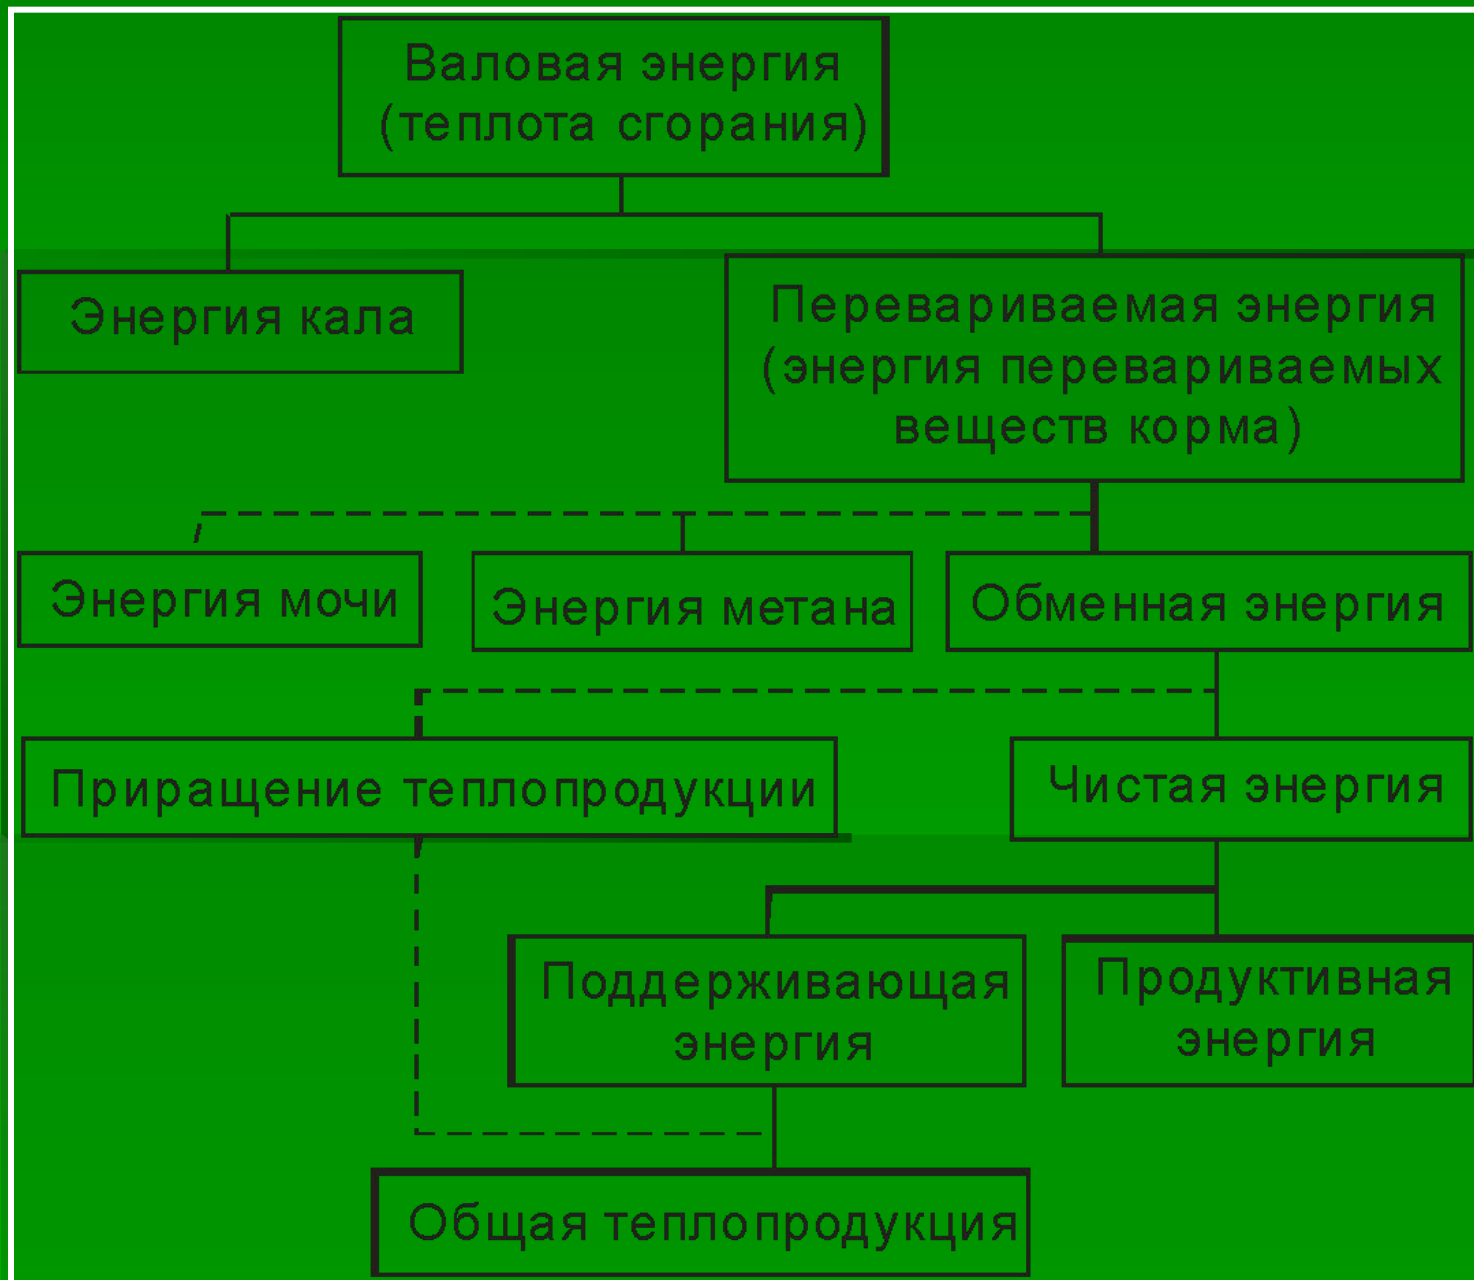 Валовая энергия
(теплота сгорания)
Энергия кала
Перевариваемая энергия
(энергия перевариваемых
веществ корма)
Энергия мочи
Энергия метана
Обменная энергия
Приращение теплопродукции
Чистая энергия
Поддерживающая
энергия
Продуктивная
энергия
Общая теплопродукция